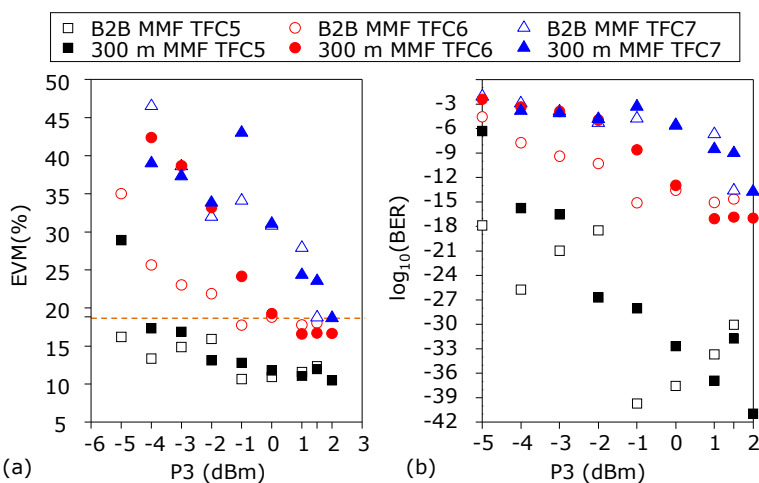 B2B MMF TFC5 B2B MMF TFC6 B2B MMF TFC7
300 m MMF TFC5 300 m MMF TFC6 300 m MMF TFC7
EVM(%)
50
45
40
35
30
25
20
15
10
5
-6 -5 -4 -3 -2 -1 0 1 2 3
P3 (dBm)
(a)
log10(BER)
-3
-6
-9
-12
-15
-18
-21
-24
-27
-30
-33
-36
-39
-42
-5 -4 -3 -2 -1 0 1 2
P3 (dBm)
(b)